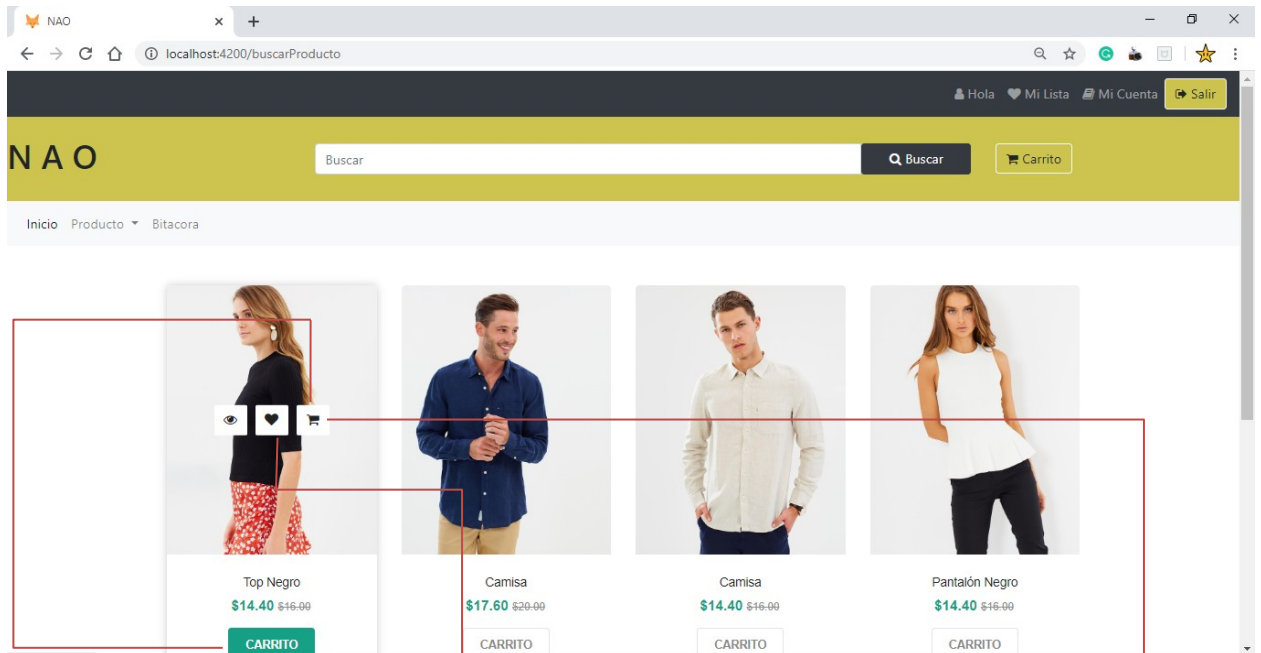 NAO
localhost:4200/buscarProducto
Hola Mi Lista Mi Cuenta Salir
NAO Buscar Buscar Carrito
Inicio Producto Bitacora
Top Negro Camisa Camisa Pantalón Negro
$14.40 $16.00 $17.60 $20.00 $14.40 $16.00 $14.40 $16.00
CARRITO CARRITO CARRITO CARRITO